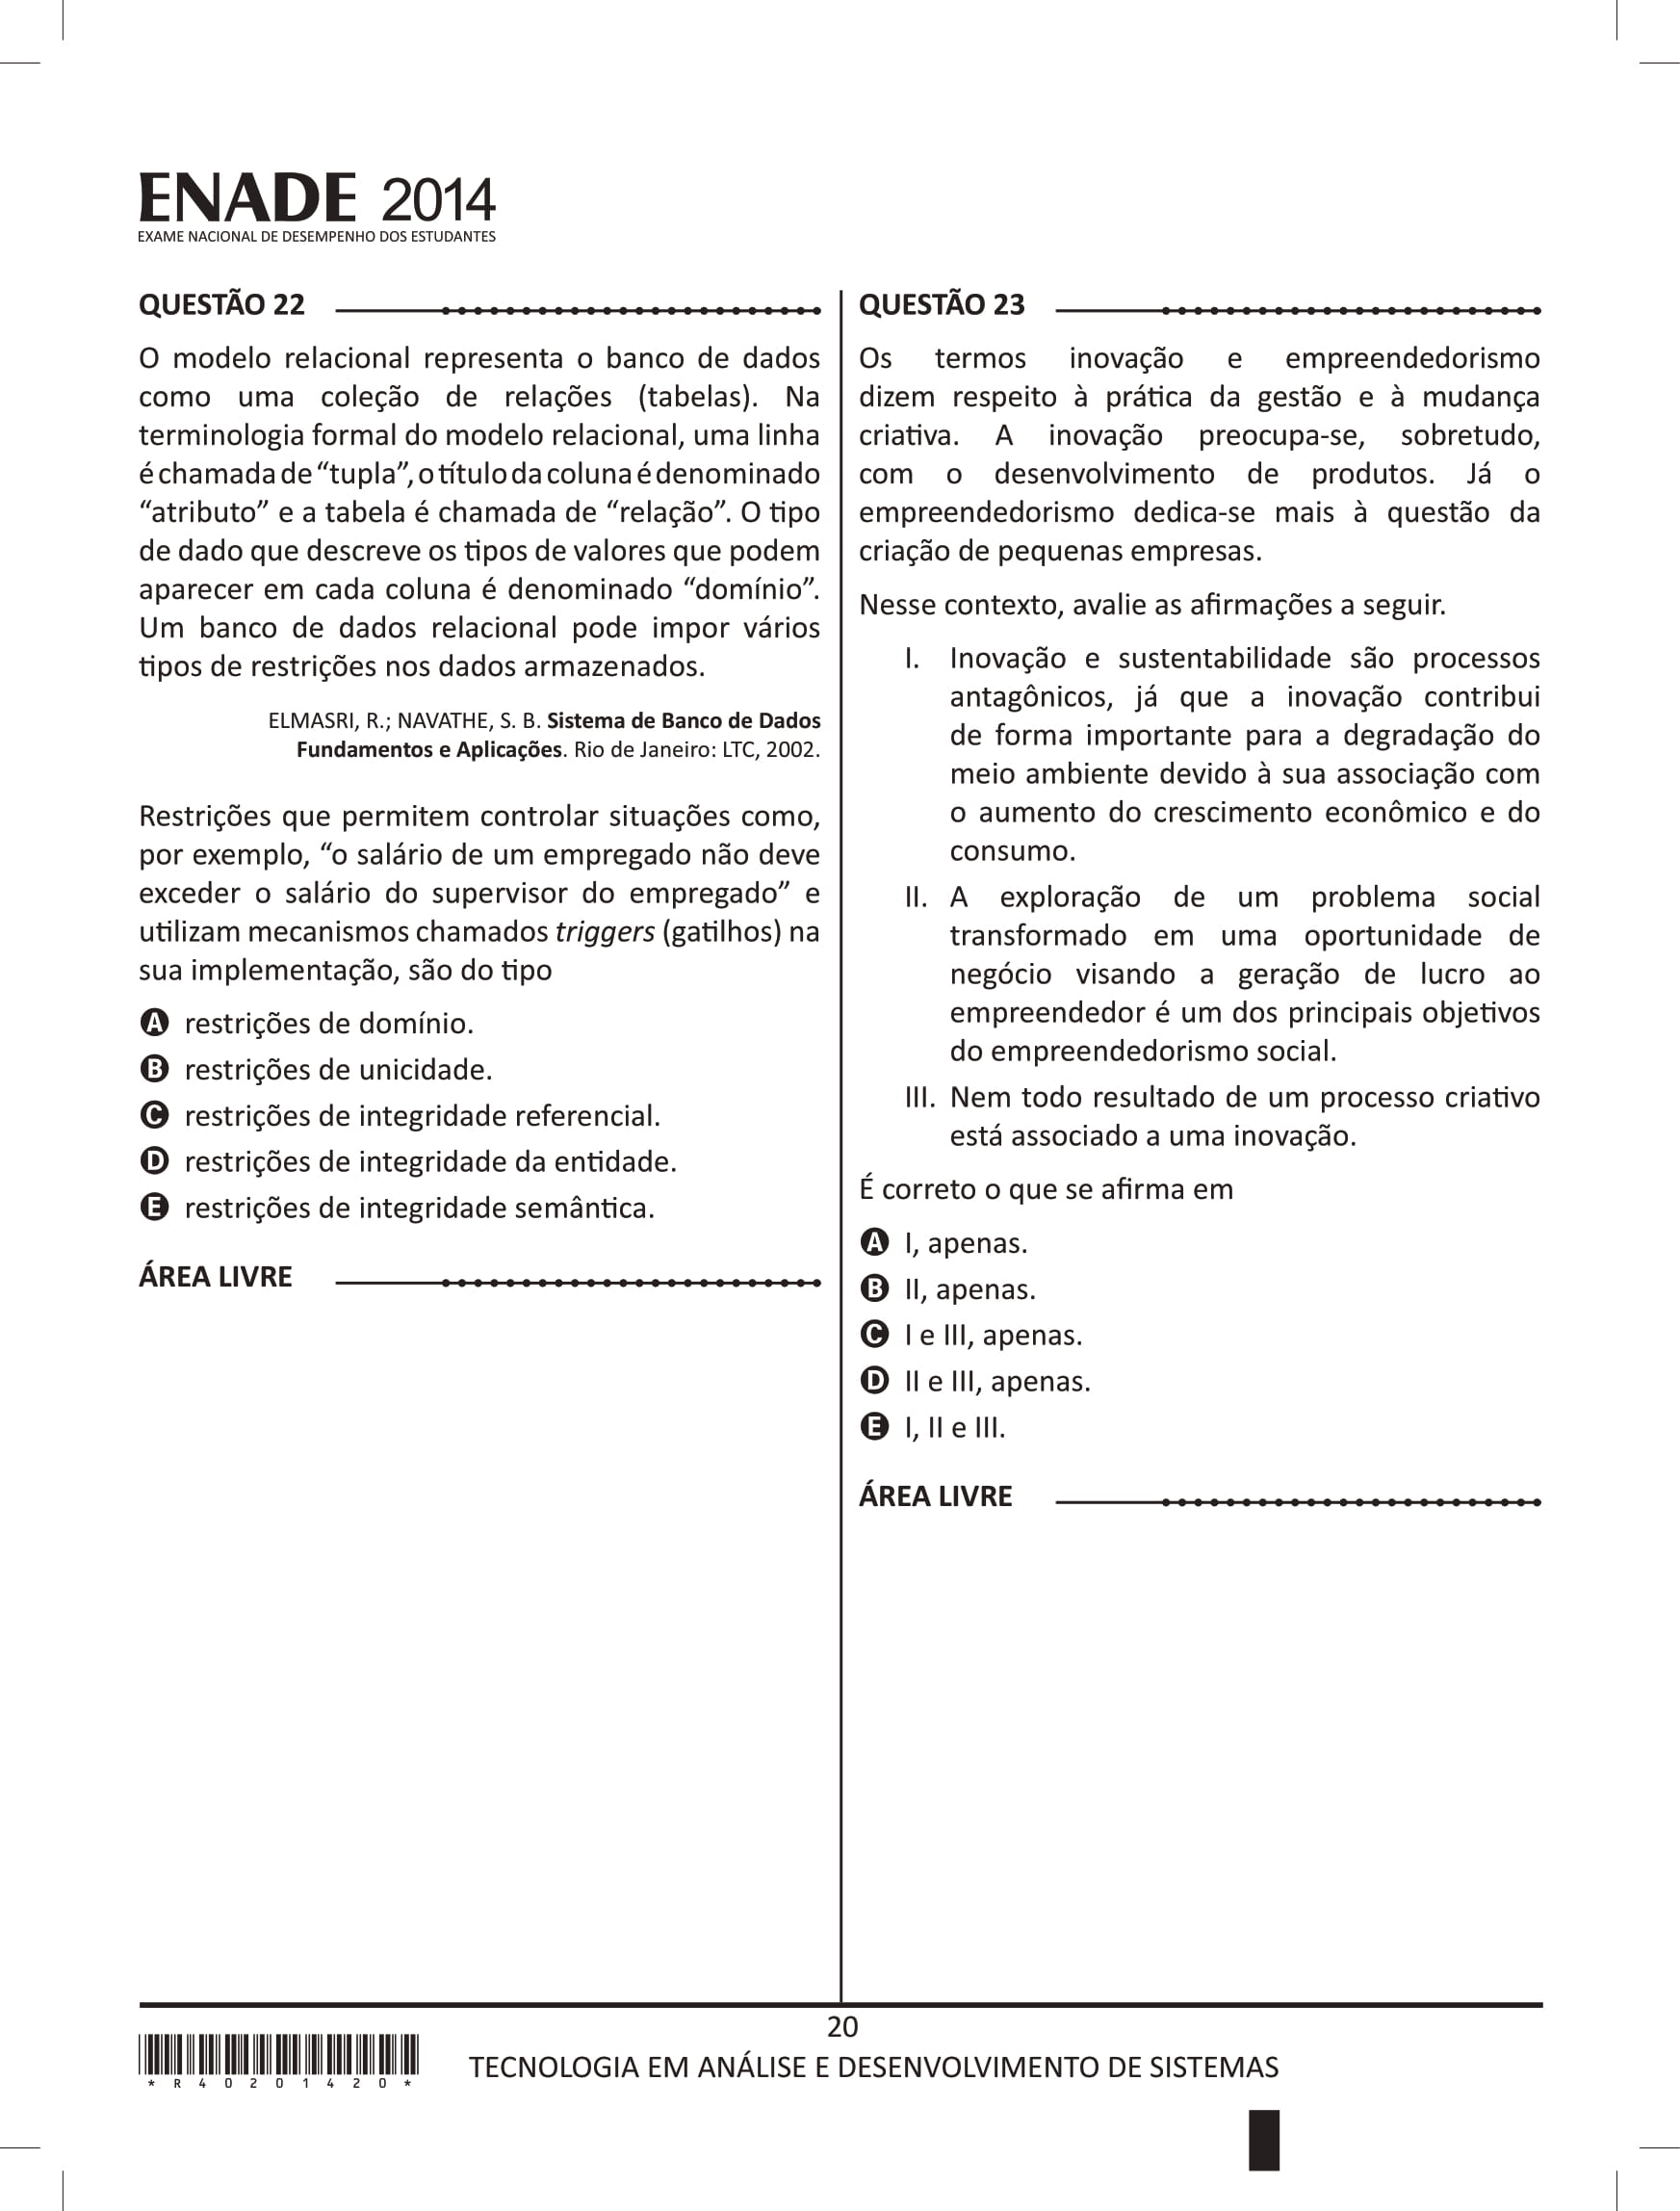 ENADE 2014
EXAME NACIONAL DE DESEMPENHO DOS ESTUDANTES
QUESTÃO 22
O modelo relacional representa o banco de dados
como uma coleção de relações (tabelas). Na
terminologia formal do modelo relacional, uma linha
é chamada de “tupla”, o título da coluna é denominado
“atributo” e a tabela é chamada de “relação”. O tipo
de dado que descreve os tipos de valores que podem
aparecer em cada coluna é denominado “domínio”.
Um banco de dados relacional pode impor vários
tipos de restrições nos dados armazenados.
ELMASRI, R.; NAVATHE, S. B. Sistema de Banco de Dados
Fundamentos e Aplicações. Rio de Janeiro: LTC, 2002.
Restrições que permitem controlar situações como,
por exemplo, “o salário de um empregado não deve
exceder o salário do supervisor do empregado” e
utilizam mecanismos chamados triggers (gatilhos) na
sua implementação, são do tipo
A restrições de domínio.
B restrições de unicidade.
C restrições de integridade referencial.
D restrições de integridade da entidade.
E restrições de integridade semântica.
ÁREA LIVRE
QUESTÃO 23
Os termos inovação e empreendedorismo
dizem respeito à prática da gestão e à mudança
criativa. A inovação preocupa-se, sobretudo,
com o desenvolvimento de produtos. Já o
empreendedorismo dedica-se mais à questão da
criação de pequenas empresas.
Nesse contexto, avalie as afirmações a seguir.
I. Inovação e sustentabilidade são processos
antagônicos, já que a inovação contribui
de forma importante para a degradação do
meio ambiente devido à sua associação com
o aumento do crescimento econômico e do
consumo.
II. A exploração de um problema social
transformado em uma oportunidade de
negócio visando a geração de lucro ao
empreendedor é um dos principais objetivos
do empreendedorismo social.
III. Nem todo resultado de um processo criativo
está associado a uma inovação.
É correto o que se afirma em
A I, apenas.
B II, apenas.
C I e III, apenas.
D II e III, apenas.
E I, II e III.
ÁREA LIVRE
20
*R40201420*
TECNOLOGIA EM ANÁLISE E DESENVOLVIMENTO DE SISTEMAS